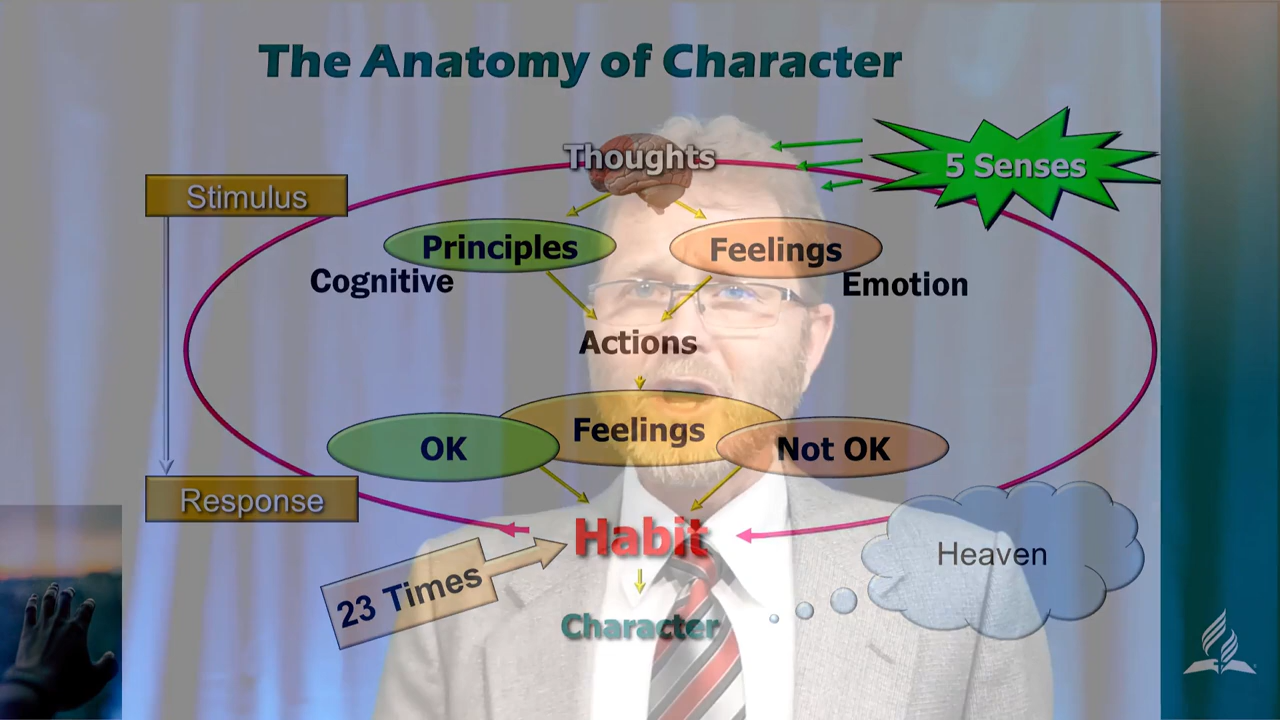 The Anatomy of Character
Thoughts
5 Senses
Stimulus
Principles
Feelings
Cognitive
Emotion
Actions
Feelings
OK
Not OK
Response
Habit
Heaven
23 Times
Character